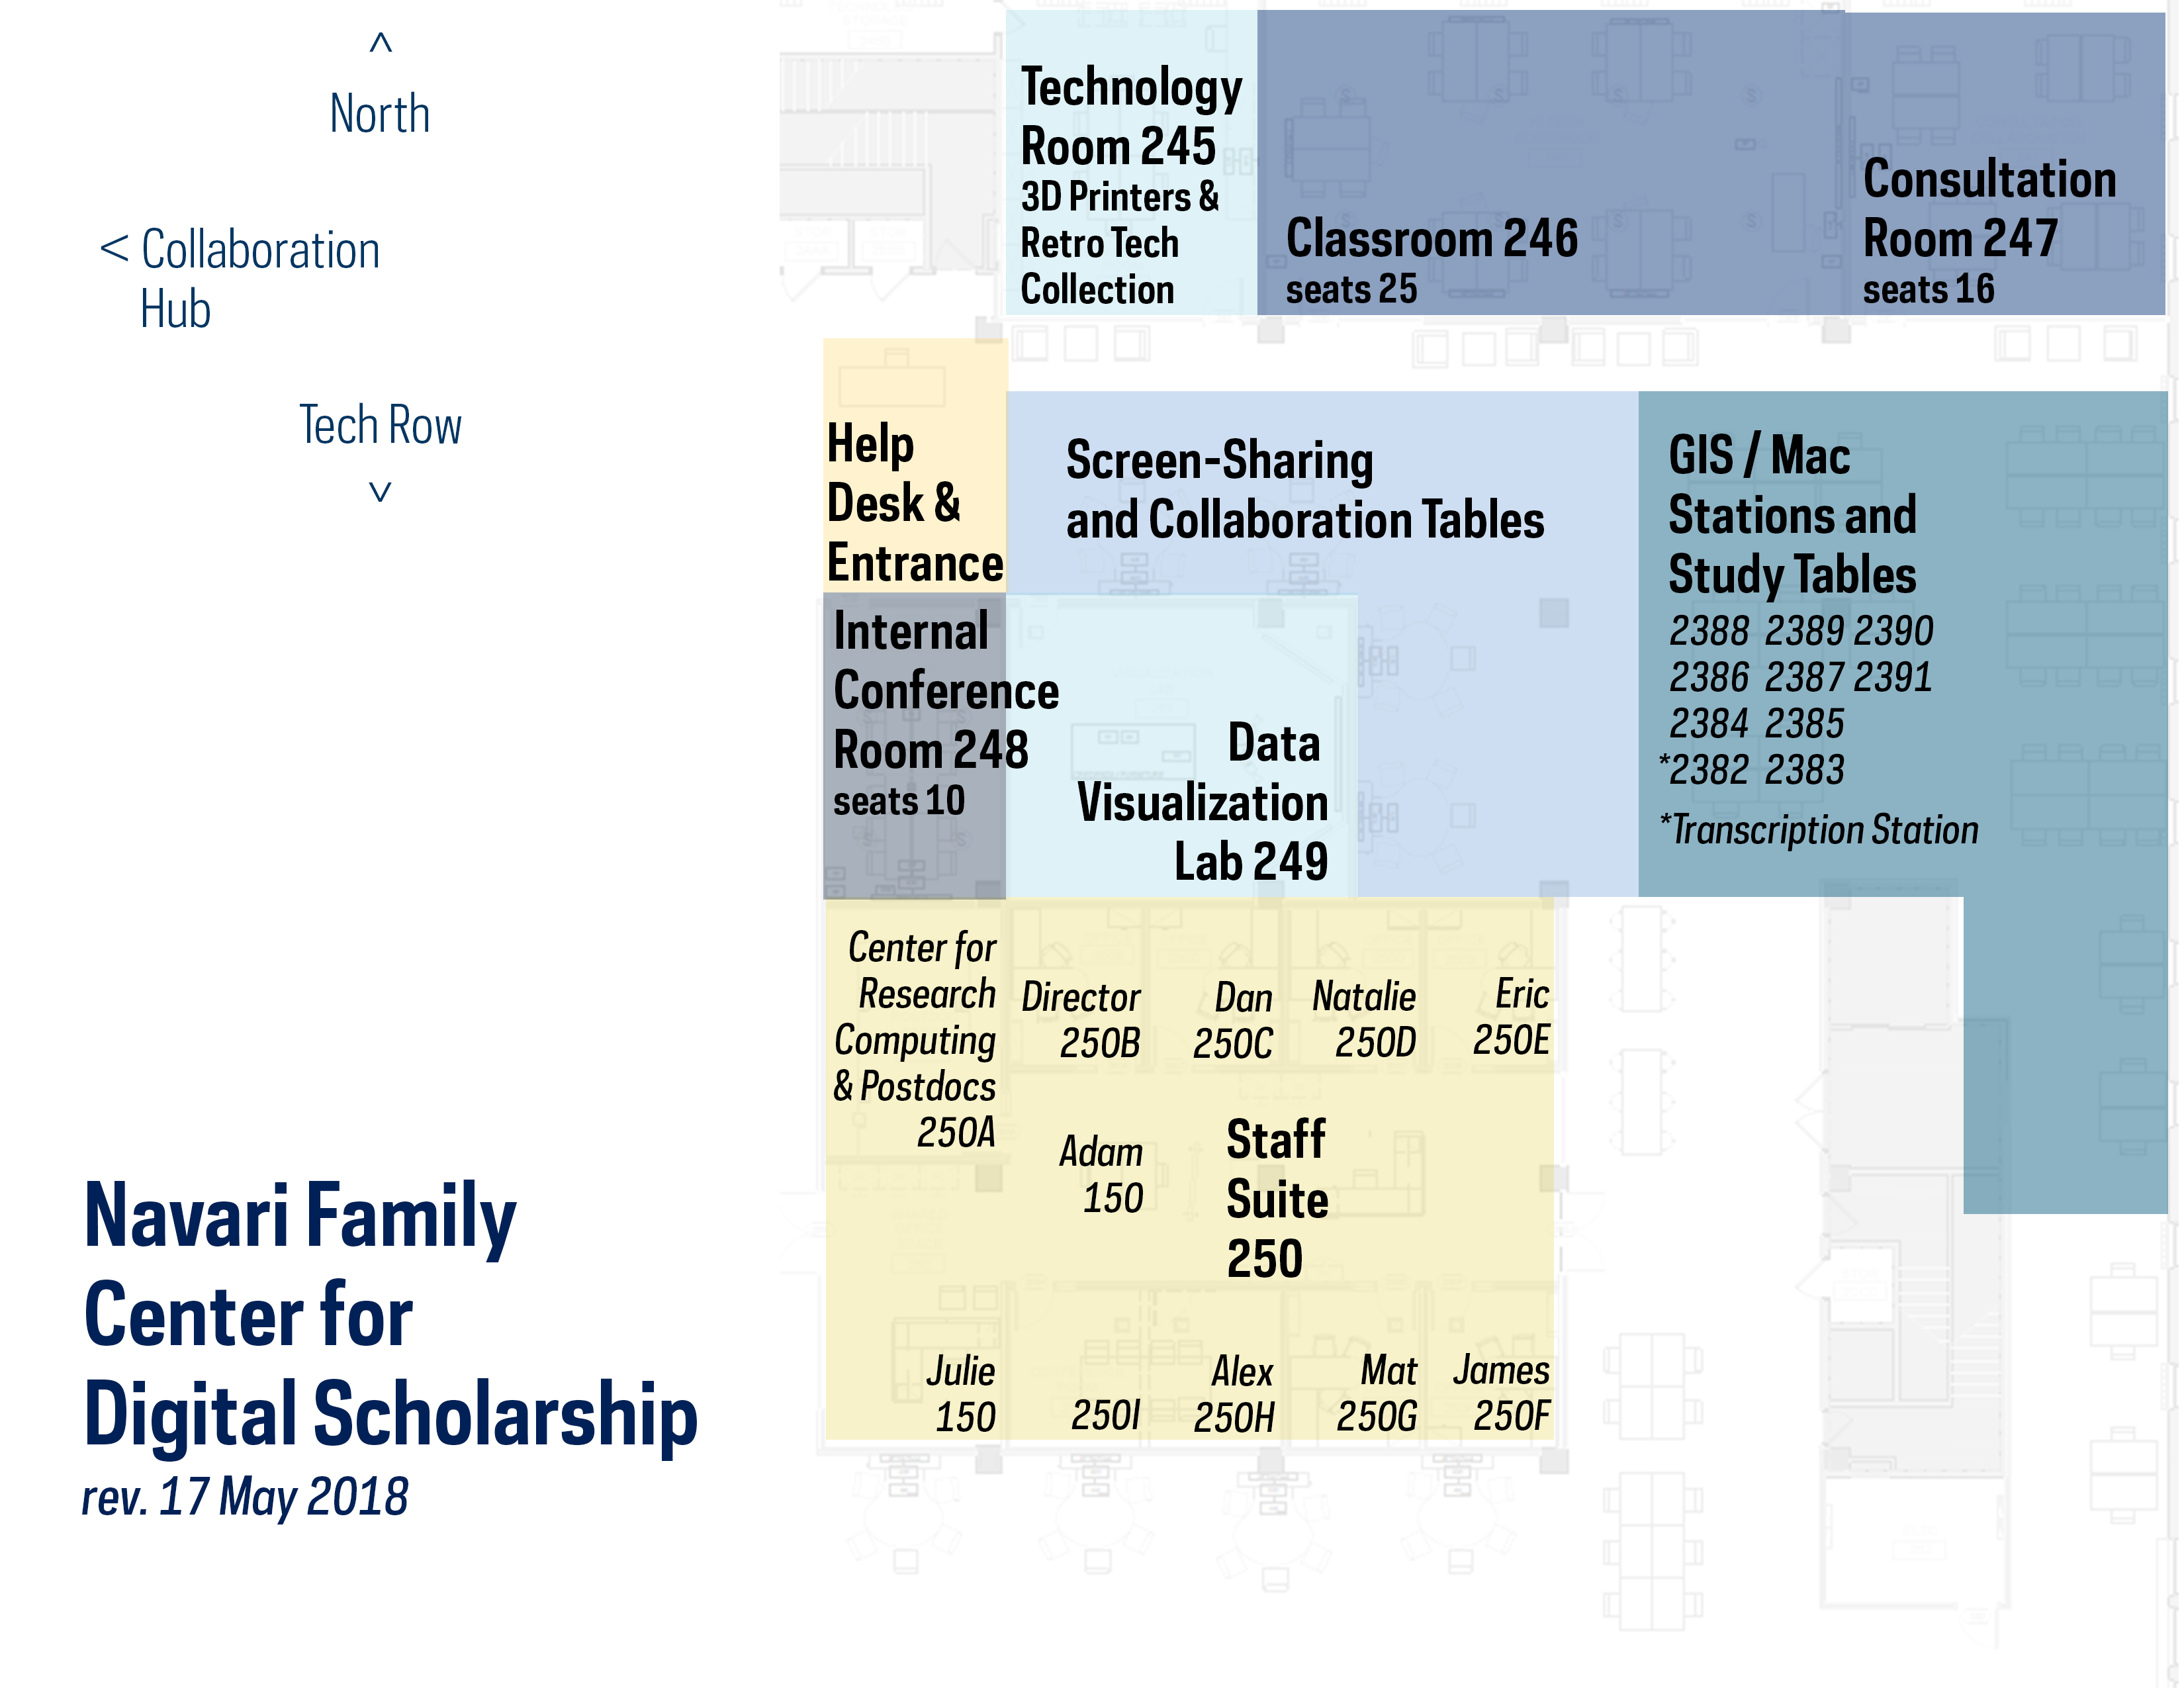 ^
North
< Collaboration
Hub
Tech Row
v
Navari Family
Center for
Digital Scholarship
rev. 17 May 2018
Technology
Room 245
3D Printers &
Retro Tech
Collection
Classroom 246
seats 25
Consultation
Room 247
seats 16
Help
Desk &
Entrance
Screen-Sharing
and Collaboration Tables
GIS / Mac
Stations and
Study Tables
2388 2389 2390
2386 2387 2391
2384 2385
*2382 2383
*Transcription Station
Internal
Conference
Room 248
seats 10
Data
Visualization
Lab 249
Center for
Research
Computing
& Postdocs
250A
Director
250B
Dan
250C
Natalie
250D
Eric
250E
Adam
150
Staff
Suite
250
Julie
150
250I
Alex
250H
Mat
250G
James
250F